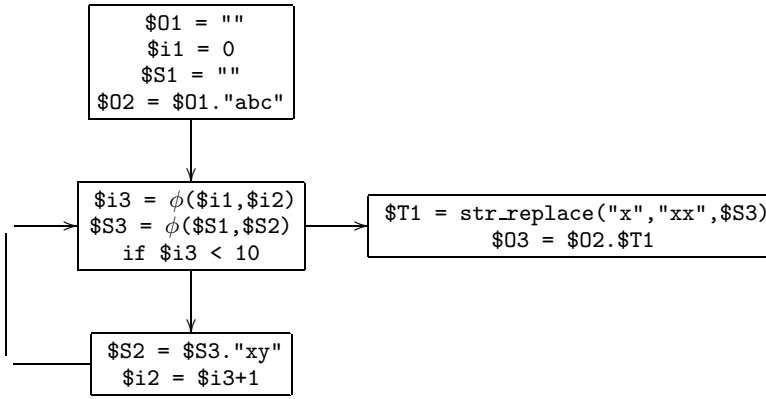 $O1 = ""
$i1 = 0
$S1 = ""
$O2 = $O1."abc"
$i3 = ϕ($i1,$i2)
$S3 = ϕ($S1,$S2)
if $i3 < 10
$T1 = str_replace("x","xx",$S3)
$O3 = $O2.$T1
$S2 = $S3."xy"
$i2 = $i3+1